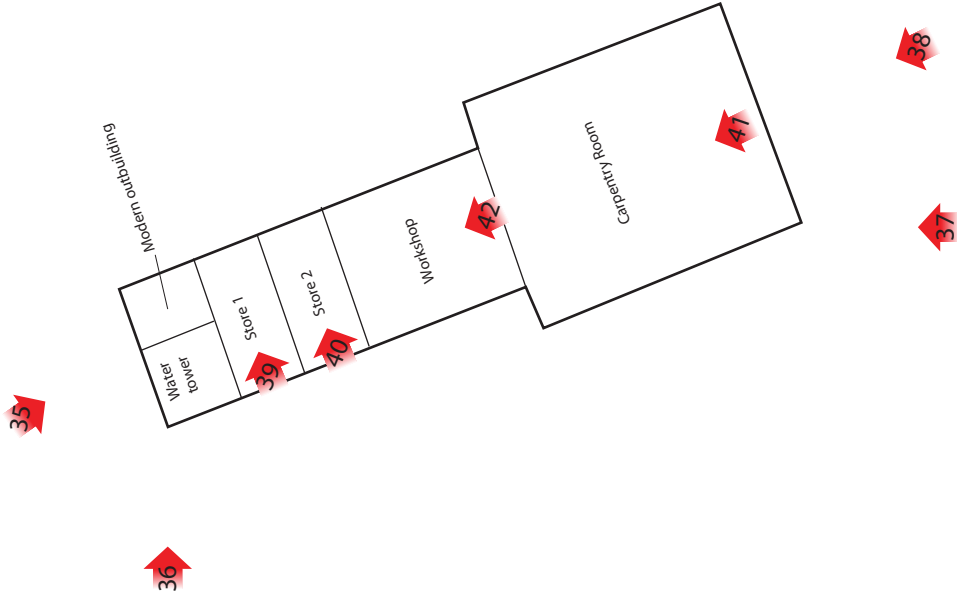 38
41
Carpentry Room
37
42
Workshop
Modern outbuilding
Store 2
Store 1
40
39
Water
tower
35
36